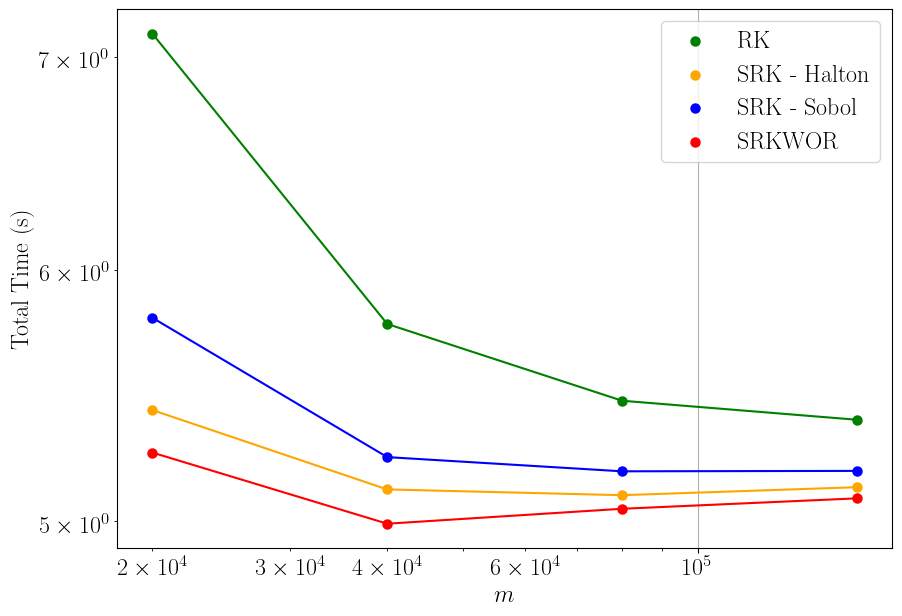 RK
SRK - Halton
SRK - Sobol
SRKWOR
Total Time (s)
7 × 10⁰
6 × 10⁰
5 × 10⁰
2 × 10⁴ 3 × 10⁴ 4 × 10⁴ 6 × 10⁴ 10⁵
m